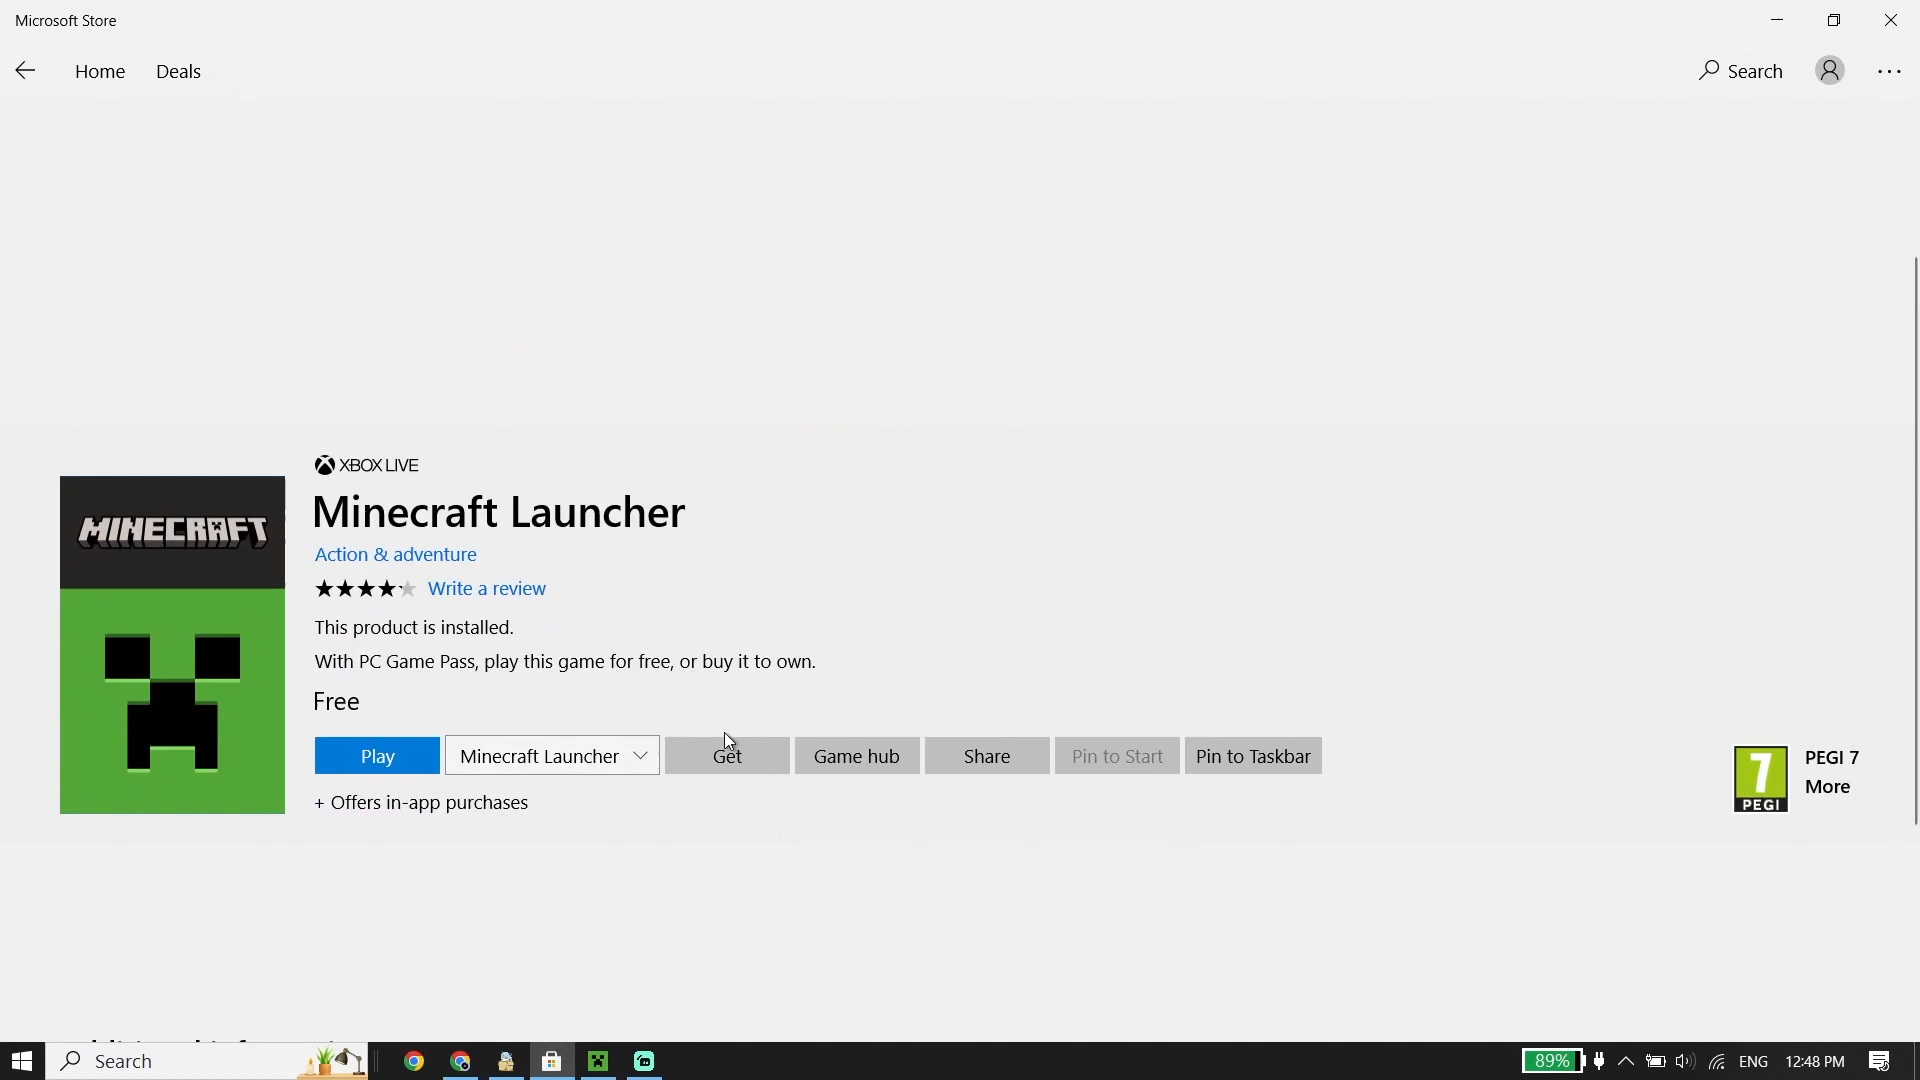 Microsoft Store
Home Deals Search
XBOX LIVE
MINECRAFT
Minecraft Launcher
Action & adventure
Write a review
This product is installed.
With PC Game Pass, play this game for free, or buy it to own.
Free
Play Minecraft Launcher Get Game hub Share Pin to Start Pin to Taskbar
+ Offers in-app purchases
7
PEGI
PEGI 7
More
Search
89% ENG 12:48 PM